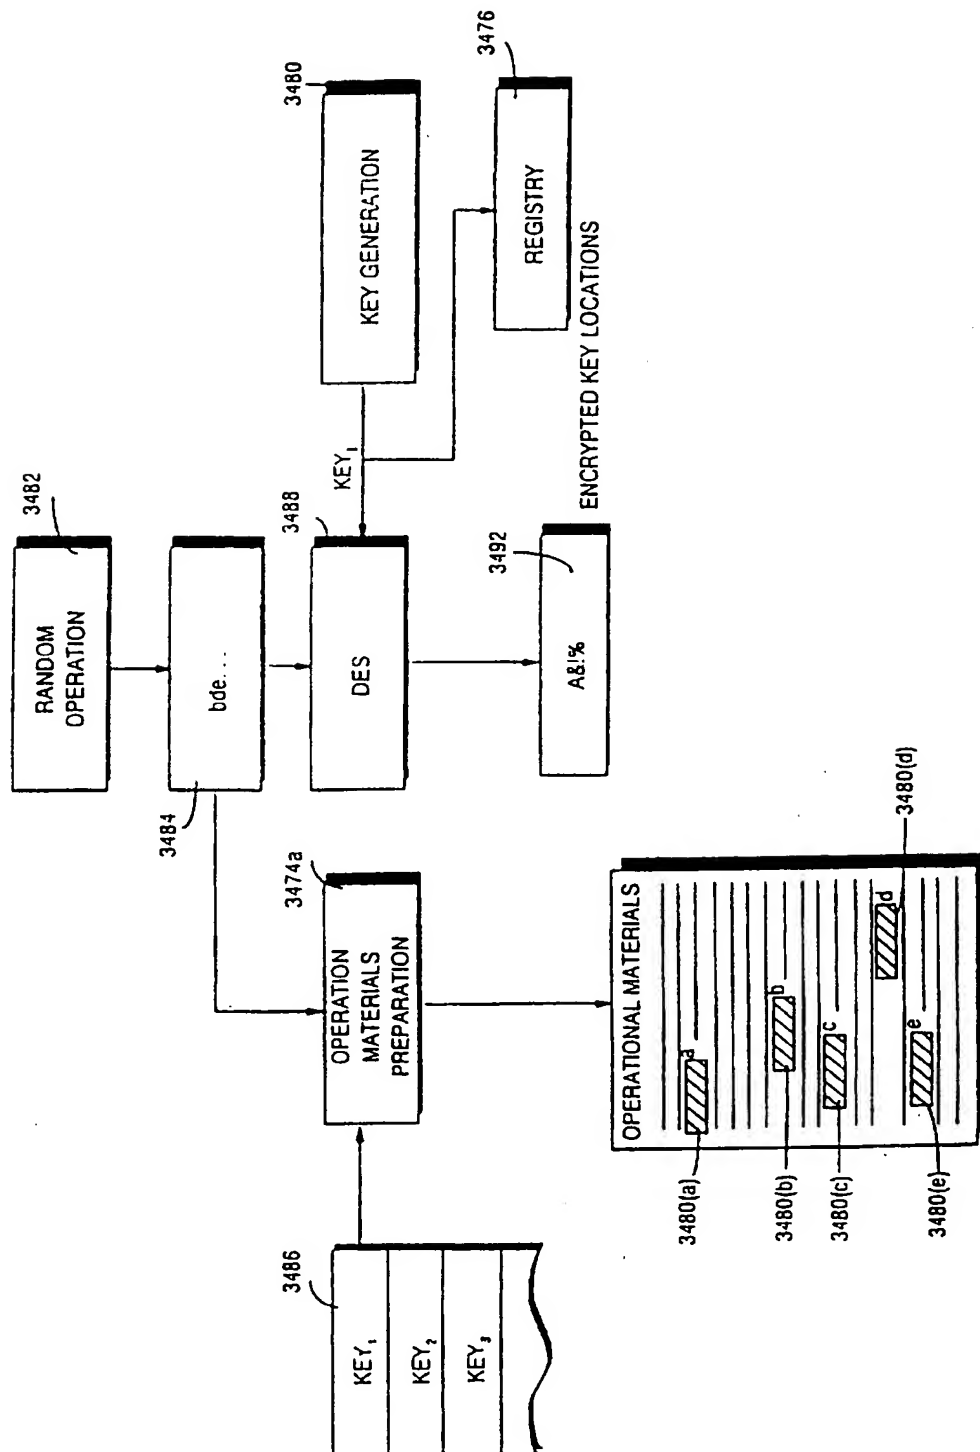 3482
RANDOM
OPERATION
bde...
3484
3488
DES
KEY₁
3480
KEY GENERATION
3476
REGISTRY
3492
A&!%
ENCRYPTED KEY LOCATIONS
3474a
OPERATION
MATERIALS
PREPARATION
3486
KEY₁
KEY₂
KEY₃
OPERATIONAL MATERIALS
a
b
c
d
e
3480(a)
3480(b)
3480(c)
3480(e)
3480(d)